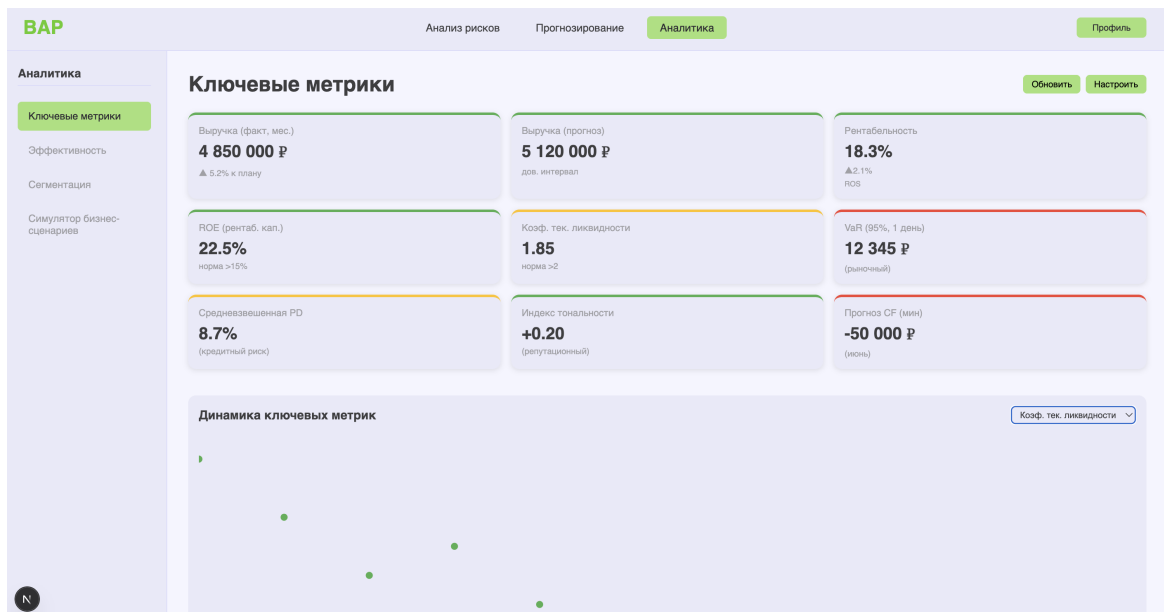 BAP
Анализ рисков
Прогнозирование
Аналитика
Профиль
Аналитика
Ключевые метрики
Эффективность
Сегментация
Симулятор бизнес-
сценариев
Ключевые метрики
Обновить
Настроить
Выручка (факт, мес.)
4 850 000 ₽
▲ 5.2% к плану
Выручка (прогноз)
5 120 000 ₽
дов. интервал
Рентабельность
18.3%
▲2.1%
ROS
ROE (рентаб. кап.)
22.5%
норма >15%
Коэф. тек. ликвидности
1.85
норма >2
VaR (95%, 1 день)
12 345 ₽
(рыночный)
Средневзвешенная PD
8.7%
(кредитный риск)
Индекс тональности
+0.20
(репутационный)
Прогноз CF (мин)
-50 000 ₽
(июнь)
Динамика ключевых метрик
Коэф. тек. ликвидности
N